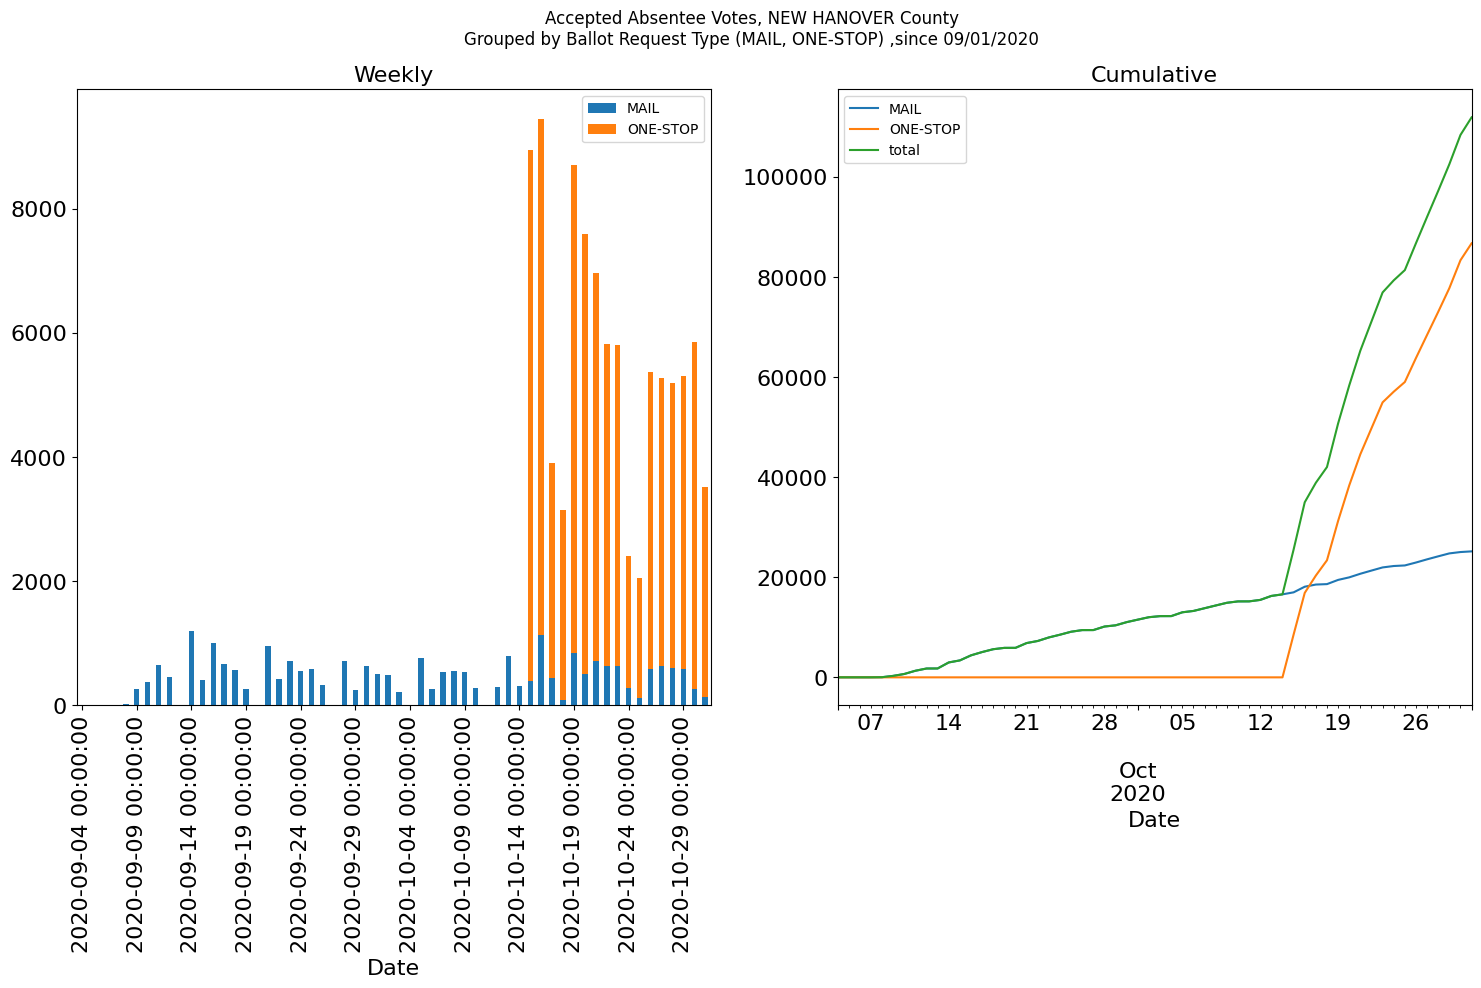 Accepted Absentee Votes, NEW HANOVER County
Grouped by Ballot Request Type (MAIL, ONE-STOP) ,since 09/01/2020
Weekly
MAIL
ONE-STOP
8000
6000
4000
2000
0
2020-09-04 00:00:00
2020-09-09 00:00:00
2020-09-14 00:00:00
2020-09-19 00:00:00
2020-09-24 00:00:00
2020-09-29 00:00:00
2020-10-04 00:00:00
2020-10-09 00:00:00
2020-10-14 00:00:00
2020-10-19 00:00:00
2020-10-24 00:00:00
2020-10-29 00:00:00
Date
Cumulative
MAIL
ONE-STOP
total
100000
80000
60000
40000
20000
0
07 14 21 28 05 12 19 26
Oct
2020
Date